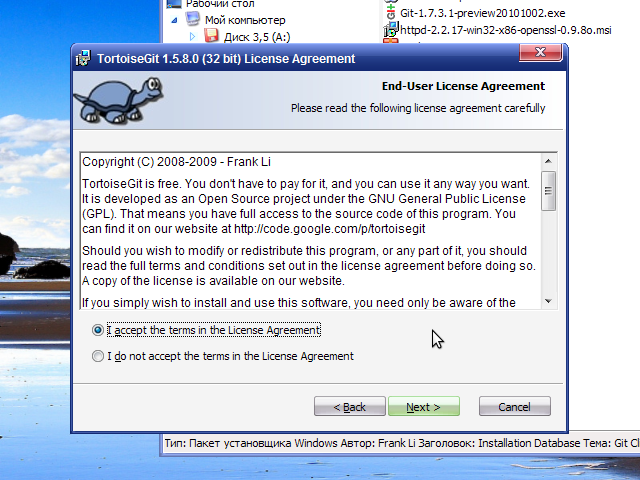 Рабочий стол
Мой компьютер
Диск 3,5 (A:)
Git-1.7.3.1-preview20101002.exe
httpd-2.2.17-win32-x86-openssl-0.9.8o.msi
TortoiseGit 1.5.8.0 (32 bit) License Agreement
End-User License Agreement
Please read the following license agreement carefully
Copyright (C) 2008-2009 - Frank Li
TortoiseGit is free. You don't have to pay for it, and you can use it any way you want.
It is developed as an Open Source project under the GNU General Public License
(GPL). That means you have full access to the source code of this program. You
can find it on our website at http://code.google.com/p/tortoisegit
Should you wish to modify or redistribute this program, or any part of it, you should
read the full terms and conditions set out in the license agreement before doing so.
A copy of the license is available on our website.
If you simply wish to install and use this software, you need only be aware of the
I accept the terms in the License Agreement
I do not accept the terms in the License Agreement
< Back
Next >
Cancel
Тип: Пакет установщика Windows Автор: Frank Li Заголовок: Installation Database Тема: Git Cl